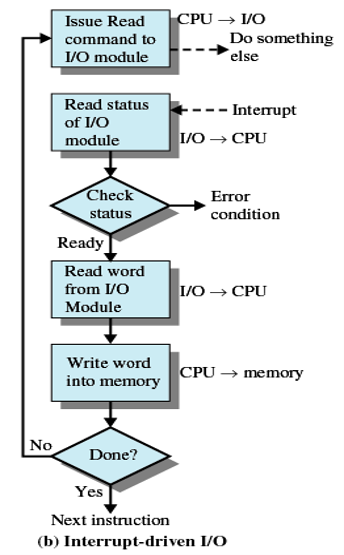 Issue Read
command to
I/O module
CPU → I/O
Do something
else
Read status
of I/O
module
Interrupt
I/O → CPU
Check
status
Error
condition
Ready
Read word
from I/O
Module
I/O → CPU
Write word
into memory
CPU → memory
No
Done?
Yes
Next instruction
(b) Interrupt-driven I/O